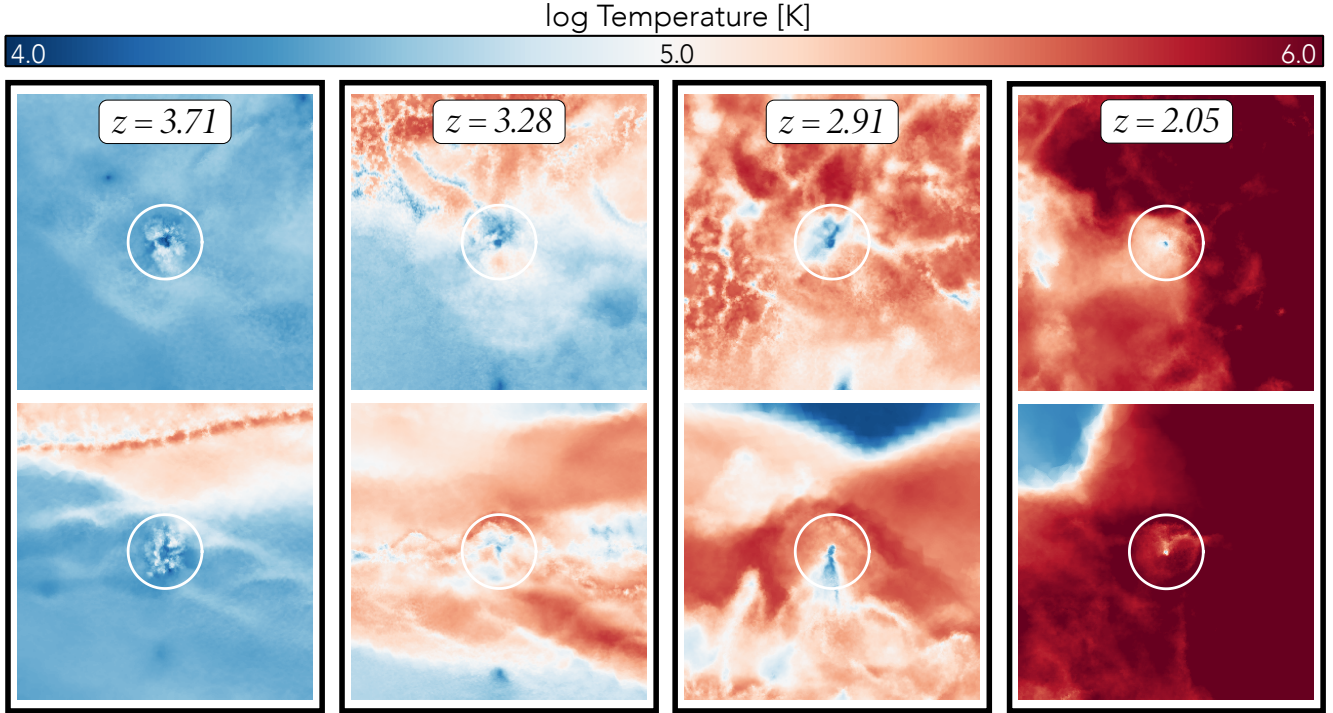 log Temperature [K]
4.0 5.0 6.0
z = 3.71 z = 3.28 z = 2.91 z = 2.05